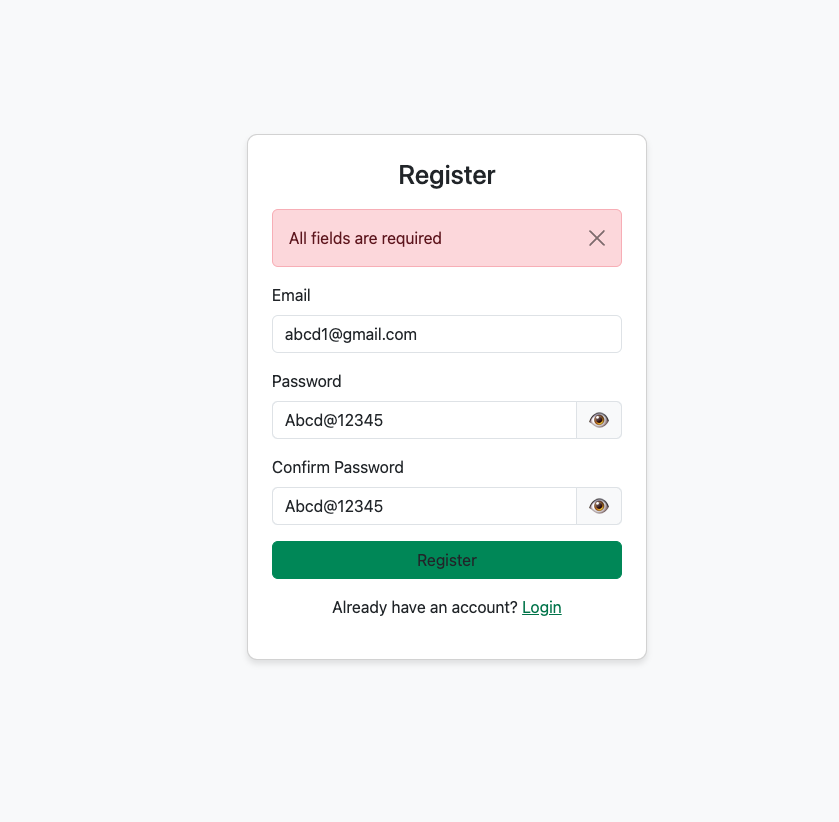 Register
All fields are required
Email
abcd1@gmail.com
Password
Abcd@12345
Confirm Password
Abcd@12345
Register
Already have an account? Login